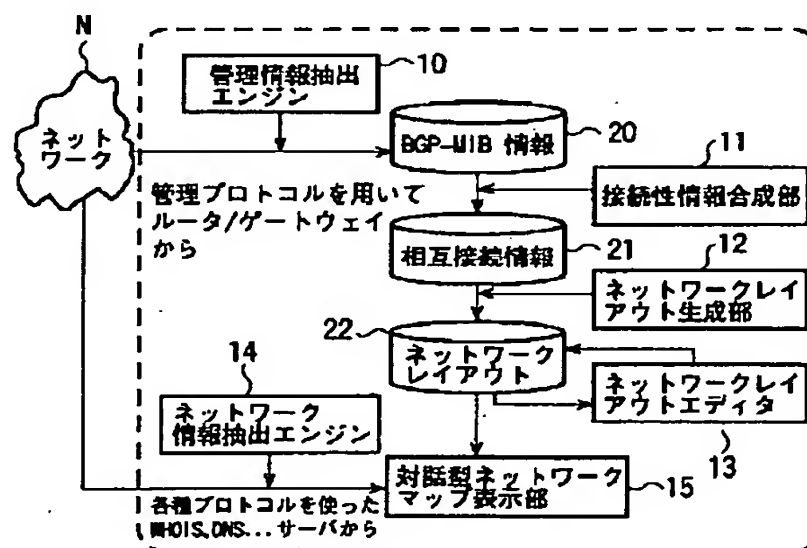 N
管理情報抽出
エンジン
10
ネット
ワーク
BGP-MIB 情報
20
11
接続性情報合成部
管理プロトコルを用いて
ルータ/ゲートウェイ
から
相互接続情報
21
12
ネットワークレイ
アウト生成部
22
ネットワーク
レイアウト
14
ネットワーク
情報抽出エンジン
ネットワークレイ
アウトエディタ
13
対話型ネットワーク
マップ表示部
15
各種プロトコルを使った
WHOIS,DNS...サーバから